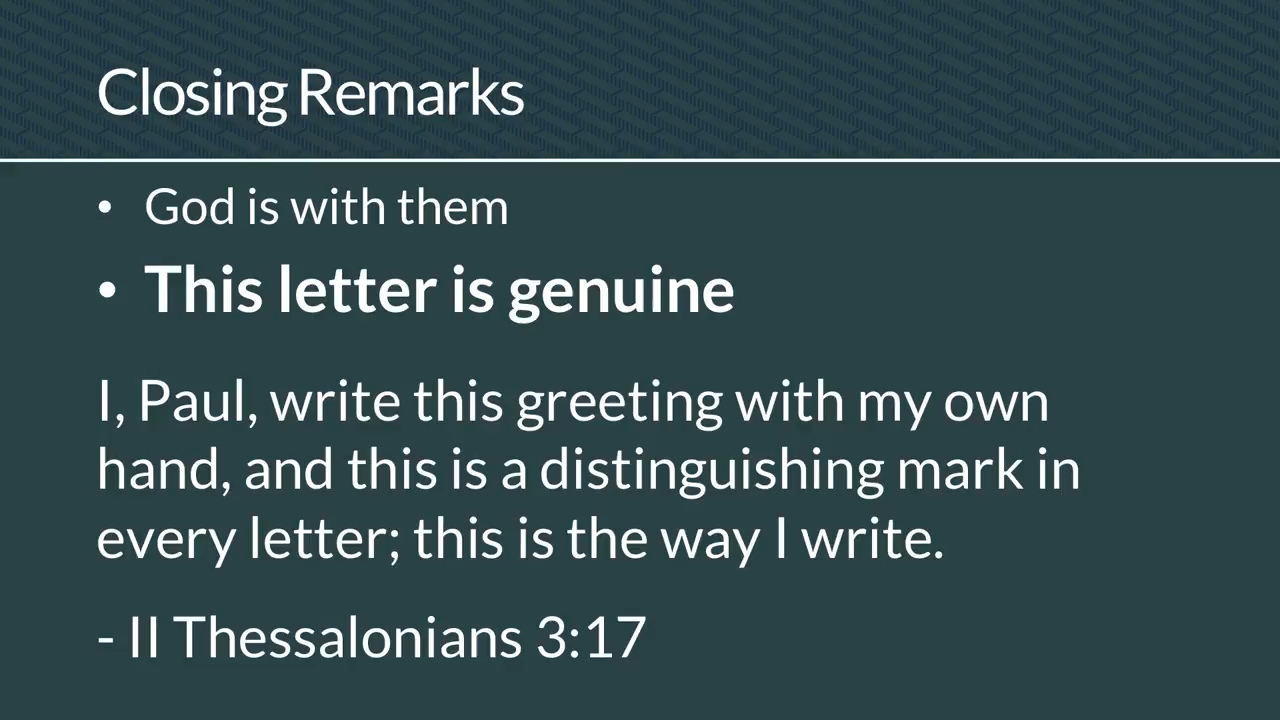 Closing Remarks
• God is with them
• This letter is genuine
I, Paul, write this greeting with my own
hand, and this is a distinguishing mark in
every letter; this is the way I write.
- II Thessalonians 3:17